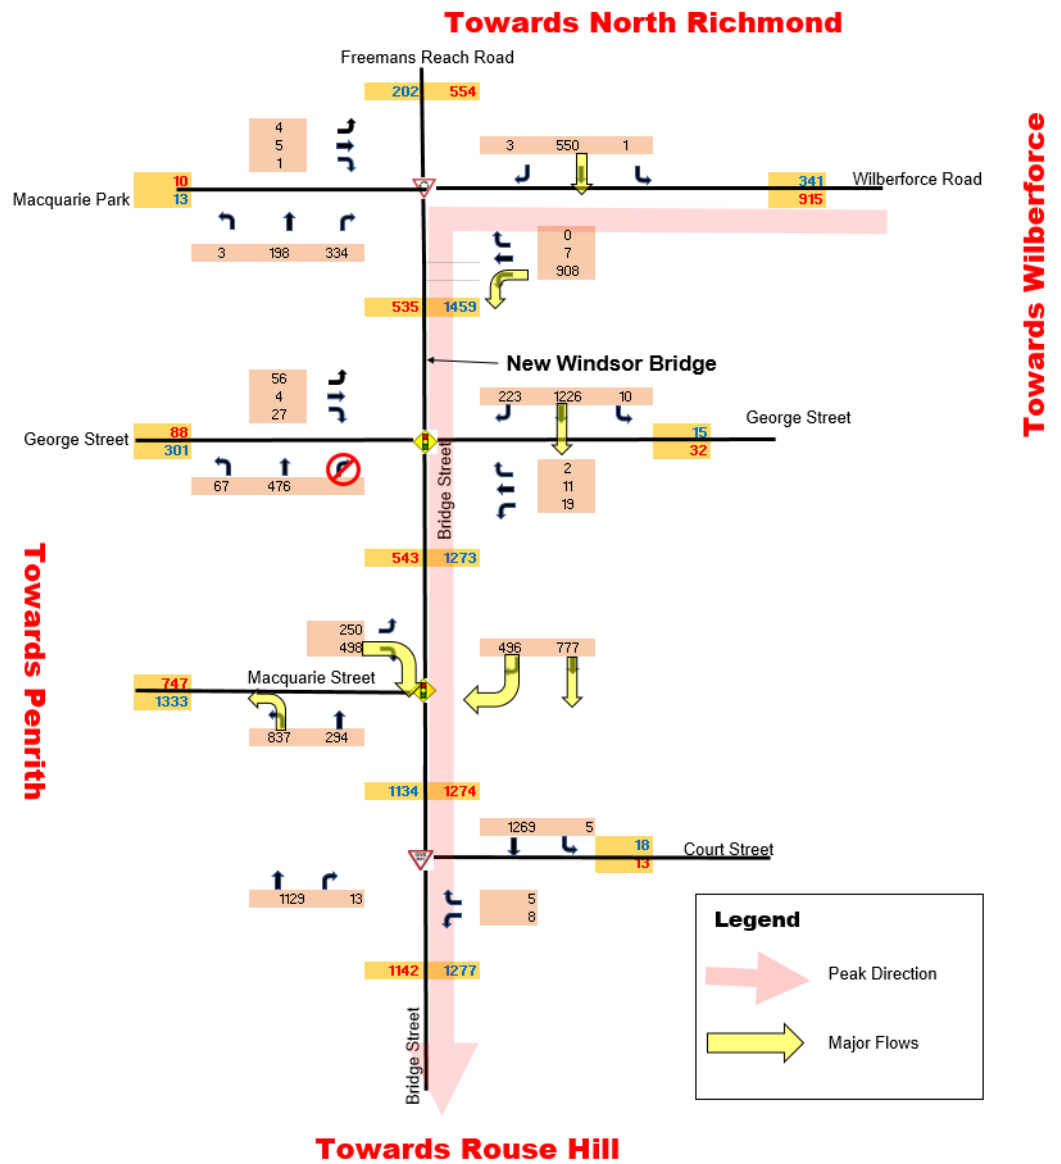 Towards North Richmond
Freemans Reach Road
202 554
4
5
1
3 550 1
Towards Wilberforce
10
13
Macquarie Park
341
915
Wilberforce Road
3 198 334
0
7
908
535 1459
New Windsor Bridge
56
4
27
223 1226 10
George Street
88
301
15
32
George Street
67 476
2
11
19
Bridge Street
543 1273
Towards Penrith
250
498
496 777
Macquarie Street
747
1333
837 294
1134 1274
1269 5
18
13
Court Street
1129 13
5
8
1142 1277
Bridge Street
Legend
Peak Direction
Major Flows
Towards Rouse Hill